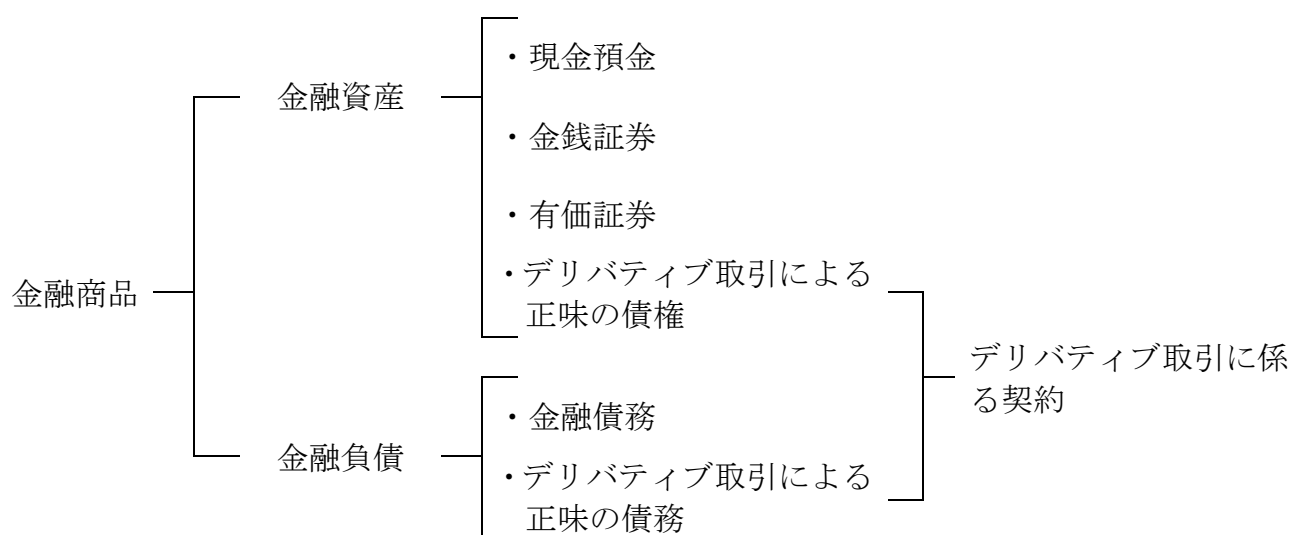 金融商品
金融資産
・現金預金
・金銭証券
・有価証券
・デリバティブ取引による
正味の債権
金融負債
・金融債務
・デリバティブ取引による
正味の債務
デリバティブ取引に係
る契約